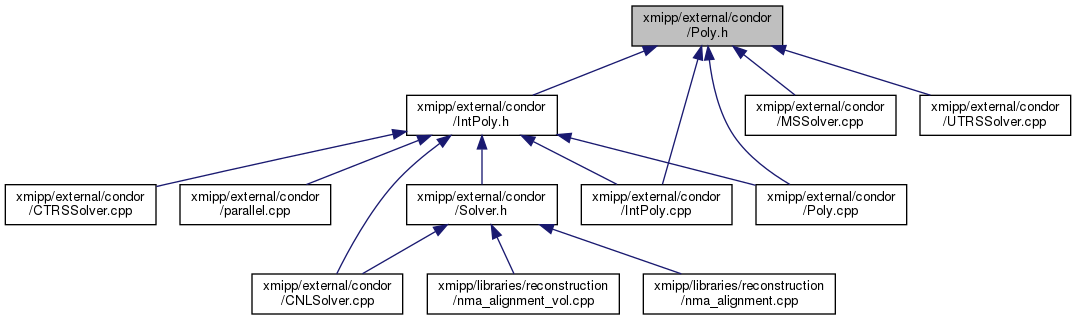 xmipp/external/condor
/Poly.h
xmipp/external/condor
/IntPoly.h
xmipp/external/condor
/MSSolver.cpp
xmipp/external/condor
/UTRSSolver.cpp
xmipp/external/condor
/CTRSSolver.cpp
xmipp/external/condor
/parallel.cpp
xmipp/external/condor
/Solver.h
xmipp/external/condor
/IntPoly.cpp
xmipp/external/condor
/Poly.cpp
xmipp/external/condor
/CNLSolver.cpp
xmipp/libraries/reconstruction
/nma_alignment_vol.cpp
xmipp/libraries/reconstruction
/nma_alignment.cpp